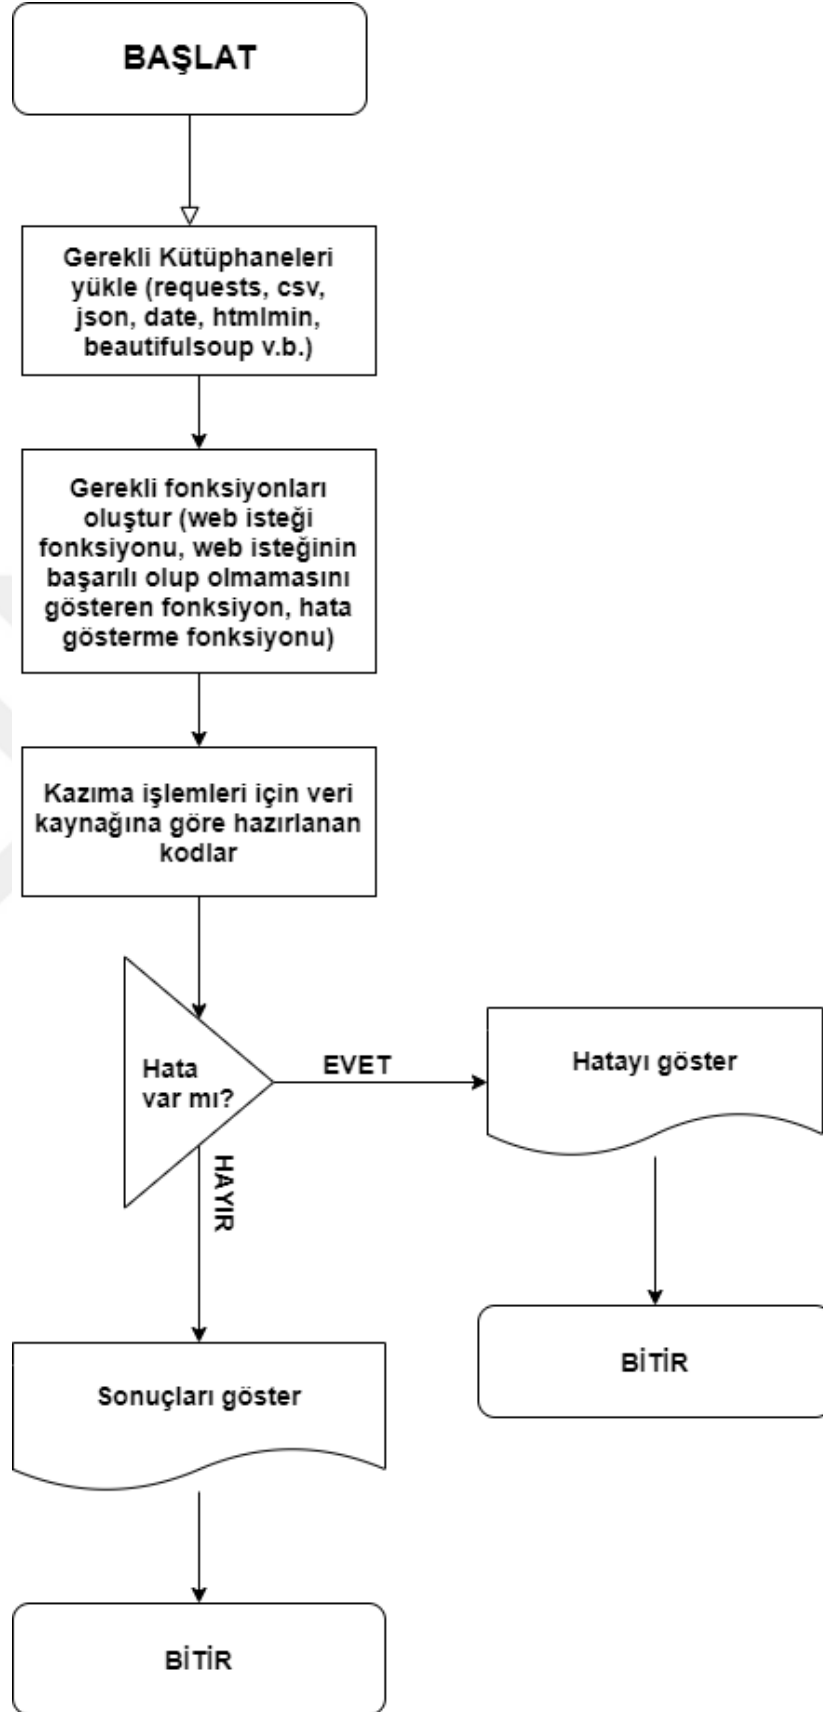 BAŞLAT
Gerekli Kütüphaneleri
yükle (requests, csv,
json, date, htmlmin,
beautifulsoup v.b.)
Gerekli fonksiyonları
oluştur (web isteği
fonksiyonu, web isteğinin
başarılı olup olmamasını
gösteren fonksiyon, hata
gösterme fonksiyonu)
Kazıma işlemleri için veri
kaynağına göre hazırlanan
kodlar
Hata
var mı?
EVET
Hatayı göster
BİTİR
HAYIR
Sonuçları göster
BİTİR